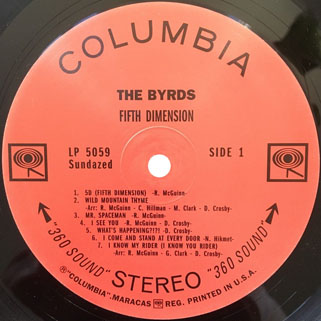 COLUMBIA
THE BYRDS
FIFTH DIMENSION
LP 5059
Sundazed
SIDE 1
1. 5D (FIFTH DIMENSION) -R. McGuinn-
2. WILD MOUNTAIN THYME
-Arr: R. McGuinn - C. Hillman - M. Clark - D. Crosby-
3. MR. SPACEMAN -R. McGuinn-
4. I SEE YOU -R. McGuinn - D. Crosby-
5. WHAT'S HAPPENING?!?! -D. Crosby-
6. I COME AND STAND AT EVERY DOOR -N. Hikmet-
7. I KNOW MY RIDER (I KNOW YOU RIDER)
-Arr: R. McGuinn - G. Clark - D. Crosby-
"360 SOUND" STEREO "360 SOUND"
® "COLUMBIA", MARCAS REG. PRINTED IN U.S.A.